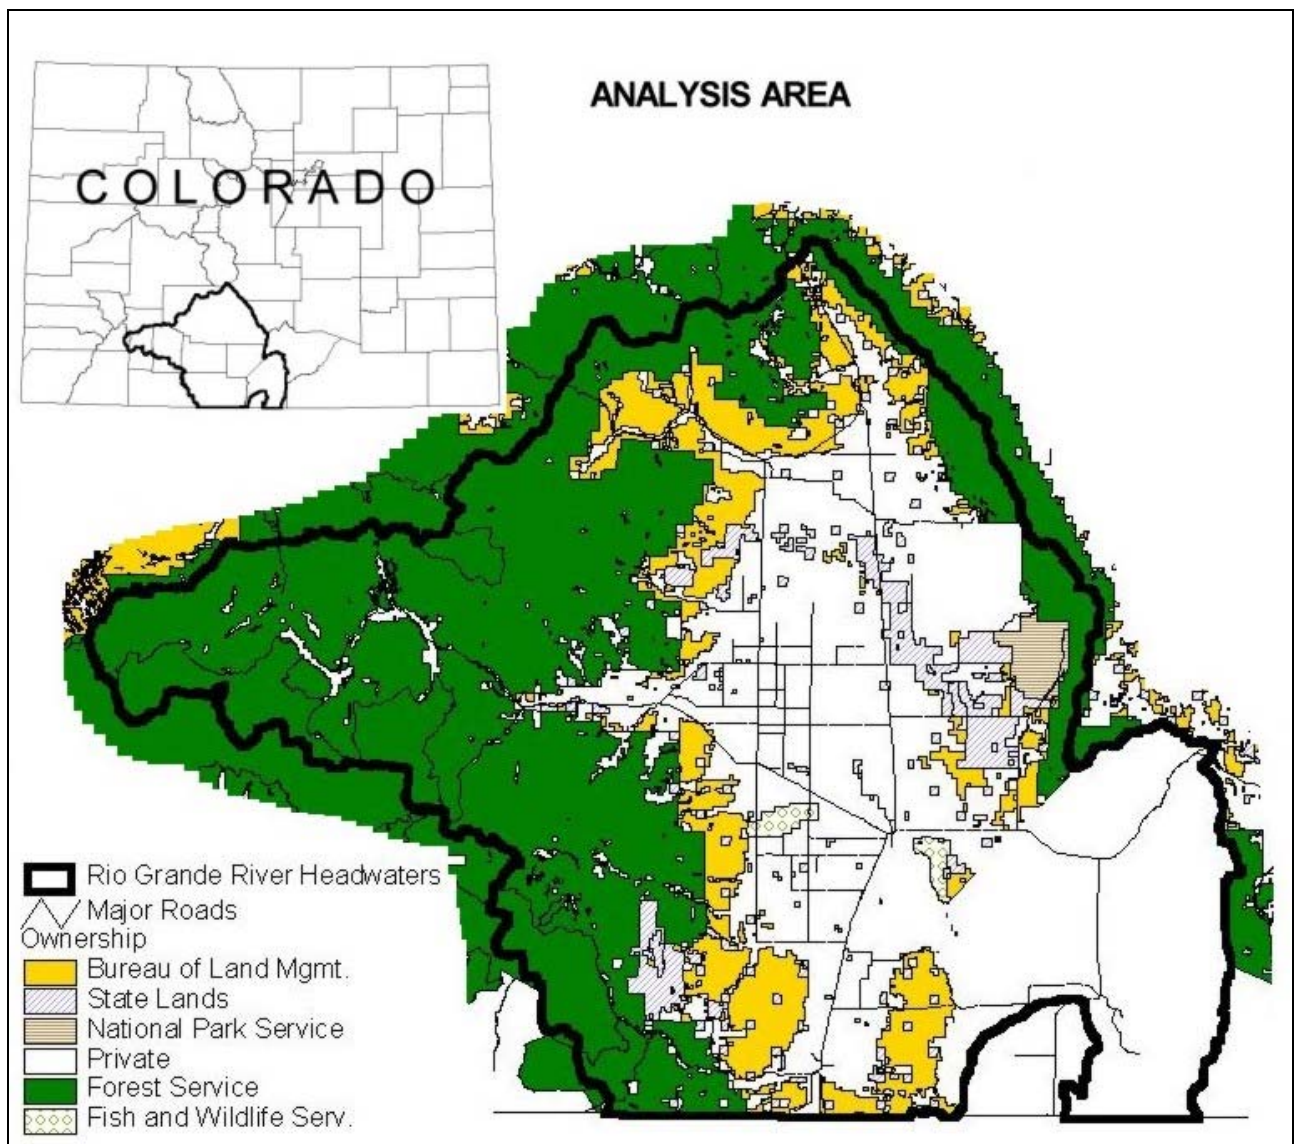 ANALYSIS AREA
COLORADO
Rio Grande River Headwaters
Major Roads
Ownership
Bureau of Land Mgmt.
State Lands
National Park Service
Private
Forest Service
Fish and Wildlife Serv.